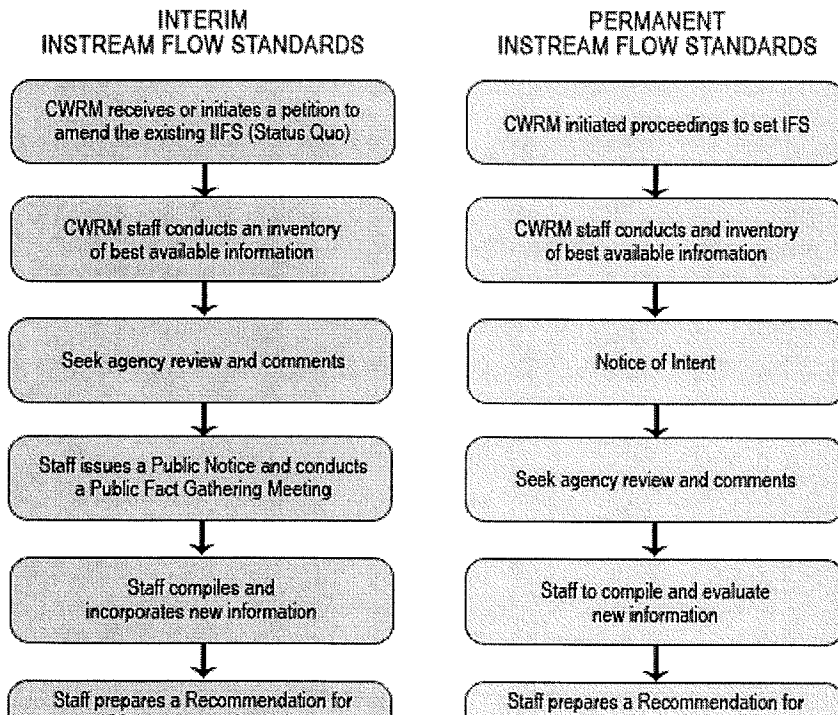 INTERIM
INSTREAM FLOW STANDARDS
CWRM receives or initiates a petition to
amend the existing IIFS (Status Quo)
CWRM staff conducts an inventory
of best available information
Seek agency review and comments
Staff issues a Public Notice and conducts
a Public Fact Gathering Meeting
Staff compiles and
incorporates new information
Staff prepares a Recommendation for
PERMANENT
INSTREAM FLOW STANDARDS
CWRM initiated proceedings to set IFS
CWRM staff conducts and inventory
of best available infromation
Notice of Intent
Seek agency review and comments
Staff to compile and evaluate
new information
Staff prepares a Recommendation for